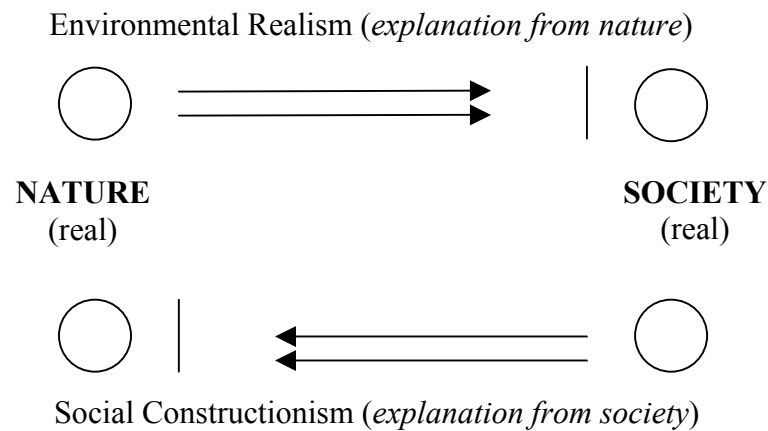 Environmental Realism (explanation from nature)
NATURE
(real)
SOCIETY
(real)
Social Constructionism (explanation from society)